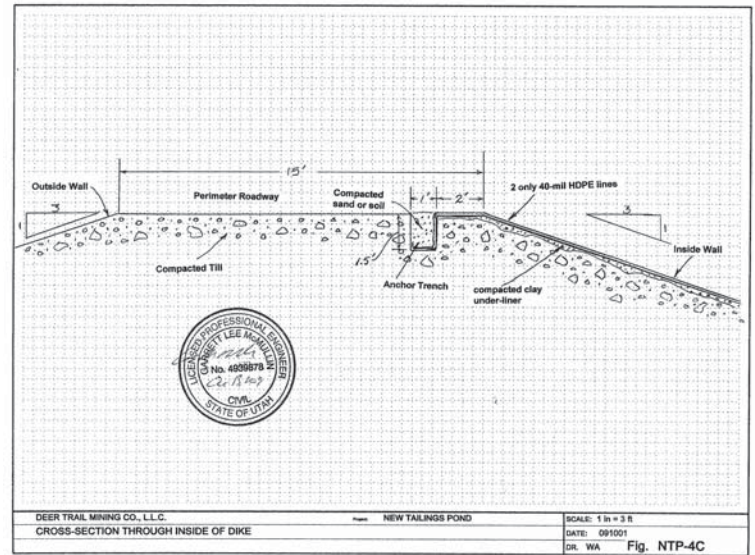 15'
Outside Wall
Perimeter Roadway
Compacted
sand or soil
1'
2'
2 only 40-mil HDPE lines
3
1
3
1
Inside Wall
Compacted Till
1.5'
Anchor Trench
compacted clay
under-liner
LICENSED PROFESSIONAL ENGINEER
GARRETT LEE McMULLIN
No. 4939878
CIVIL
STATE OF UTAH
DEER TRAIL MINING CO., L.L.C.
NEW TAILINGS POND
SCALE: 1 in = 3 ft
CROSS-SECTION THROUGH INSIDE OF DIKE
DATE: 091001
DR. WA
Fig. NTP-4C